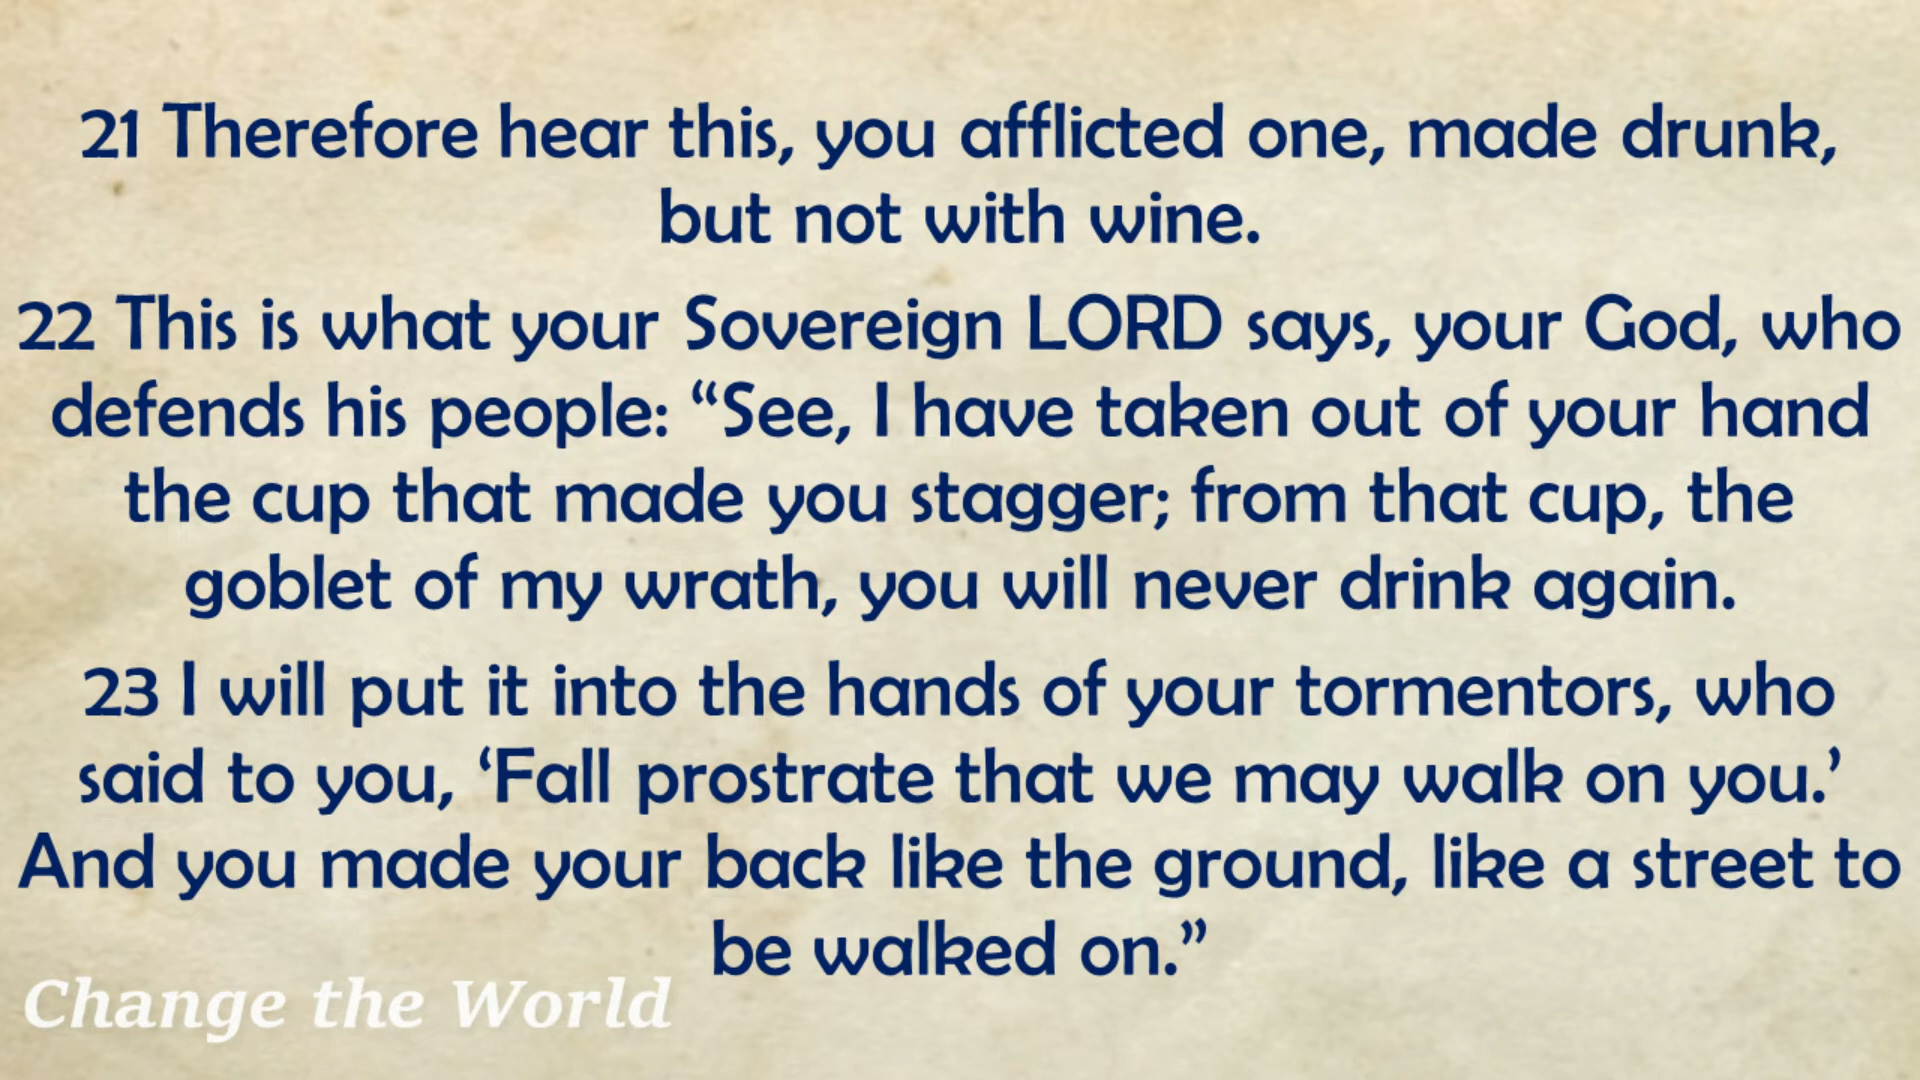 21 Therefore hear this, you afflicted one, made drunk,
but not with wine.
22 This is what your Sovereign LORD says, your God, who
defends his people: “See, I have taken out of your hand
the cup that made you stagger; from that cup, the
goblet of my wrath, you will never drink again.
23 I will put it into the hands of your tormentors, who
said to you, ‘Fall prostrate that we may walk on you.’
And you made your back like the ground, like a street to
be walked on.”
Change the World